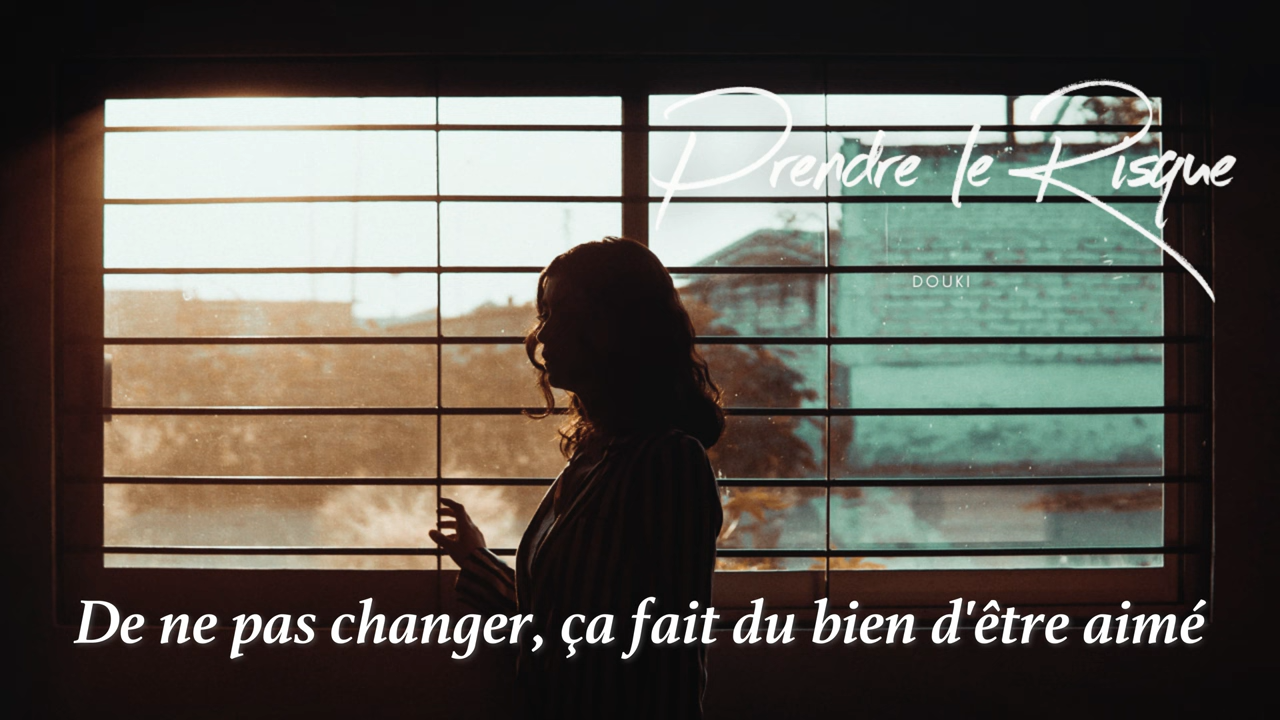 Prendre le Risque
DOUKI
De ne pas changer, ça fait du bien d'être aimé